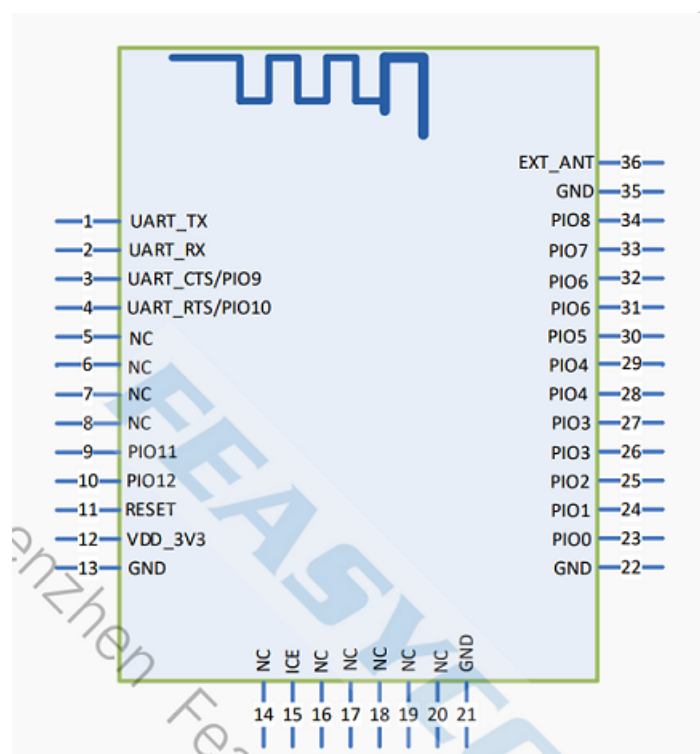 EXT_ANT 36
GND 35
1 UART_TX PIO8 34
2 UART_RX PIO7 33
3 UART_CTS/PIO9 PIO6 32
4 UART_RTS/PIO10 PIO6 31
5 NC PIO5 30
6 NC PIO4 29
7 NC PIO4 28
8 NC PIO3 27
9 PIO11 PIO3 26
10 PIO12 PIO2 25
11 RESET PIO1 24
12 VDD_3V3 PIO0 23
13 GND GND 22
NC ICE NC NC NC NC NC GND
14 15 16 17 18 19 20 21
FEASYCO
enzhen Fea